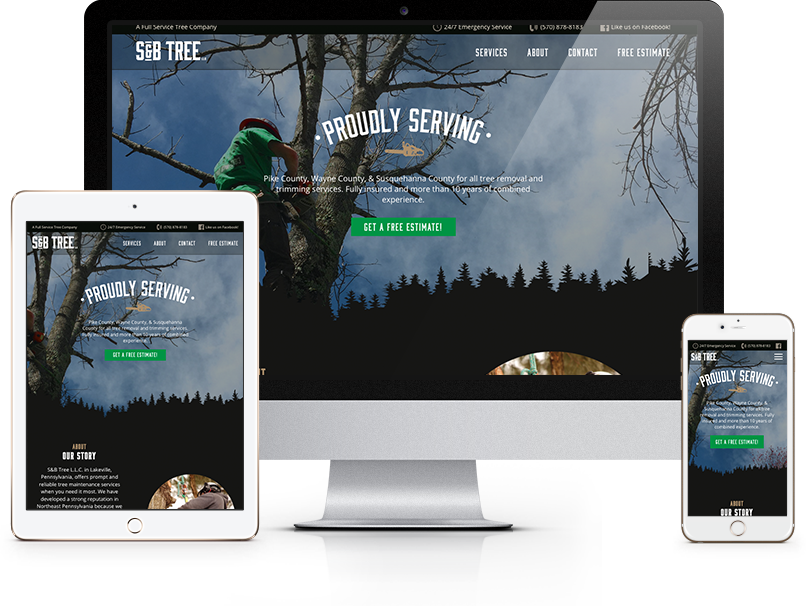 A Full Service Tree Company
24/7 Emergency Service
(570) 878-8183
Like us on Facebook!
S&B TREE
SERVICES
ABOUT
CONTACT
FREE ESTIMATE
PROUDLY SERVING
Pike County, Wayne County, & Susquehanna County for all tree removal and
trimming services. Fully insured and more than 10 years of combined
experience.
GET A FREE ESTIMATE!
A Full Service Tree Company
24/7 Emergency Service
(570) 878-8183
Like us on Facebook!
S&B TREE
SERVICES
ABOUT
CONTACT
FREE ESTIMATE
PROUDLY SERVING
Pike County, Wayne County, & Susquehanna
County for all tree removal and trimming services.
Fully insured and more than 10 years of combined
experience.
GET A FREE ESTIMATE!
ABOUT
OUR STORY
S&B Tree L.L.C. in Lakeville,
Pennsylvania, offers prompt and
reliable tree maintenance services
when you need it most. We have
developed a strong reputation in
Northeast Pennsylvania because we
24/7 Emergency Service
(570) 878-8183
S&B TREE
PROUDLY SERVING
Pike County, Wayne County, &
Susquehanna County for all tree
removal and trimming services. Fully
insured and more than 10 years of
combined experience.
GET A FREE ESTIMATE!
ABOUT
OUR STORY